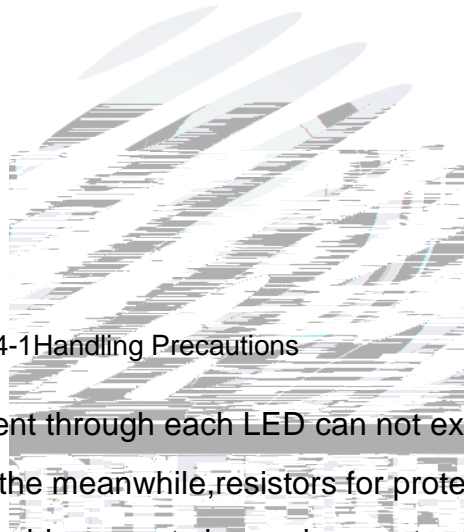 4-1Handling Precautions
ent through each LED can not ex
the meanwhile,resistors for prote